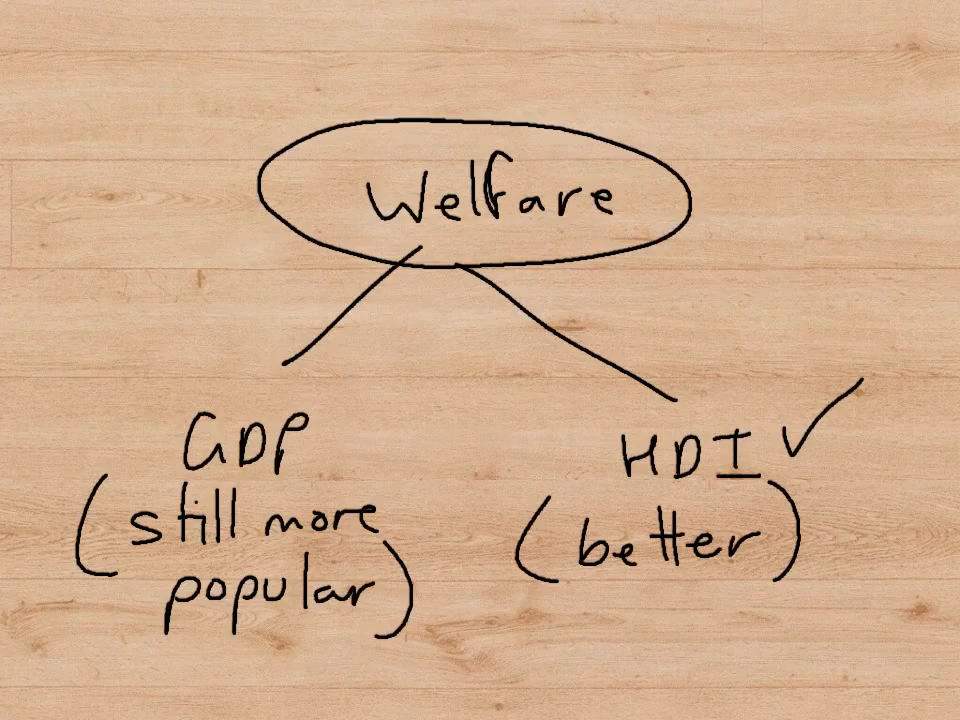 Welfare
GDP
HDI ✓
(still more
popular)
(better)